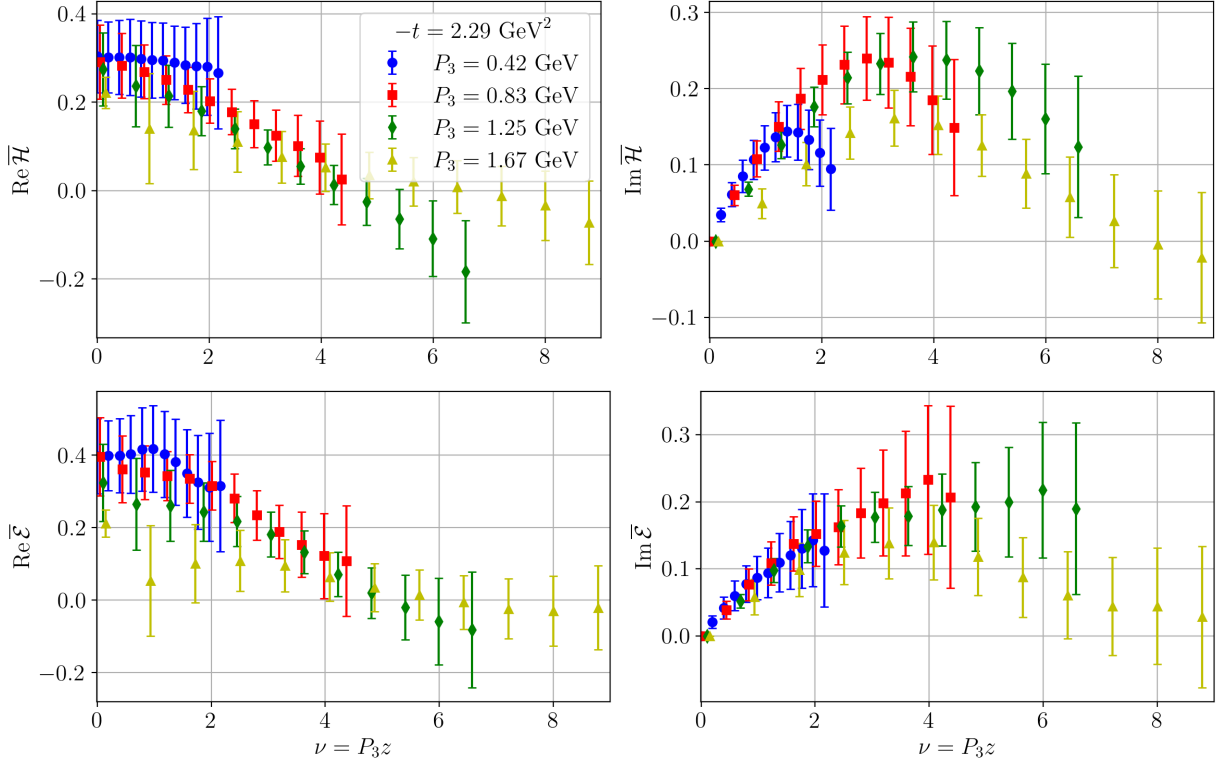 0.4
0.2
0.0
−0.2
Re H̅
0 2 4 6 8
−t = 2.29 GeV²
P₃ = 0.42 GeV
P₃ = 0.83 GeV
P₃ = 1.25 GeV
P₃ = 1.67 GeV
0.3
0.2
0.1
0.0
−0.1
Im H̅
0 2 4 6 8
0.4
0.2
0.0
−0.2
Re E̅
0 2 4 6 8
ν = P₃z
0.3
0.2
0.1
0.0
Im E̅
0 2 4 6 8
ν = P₃z